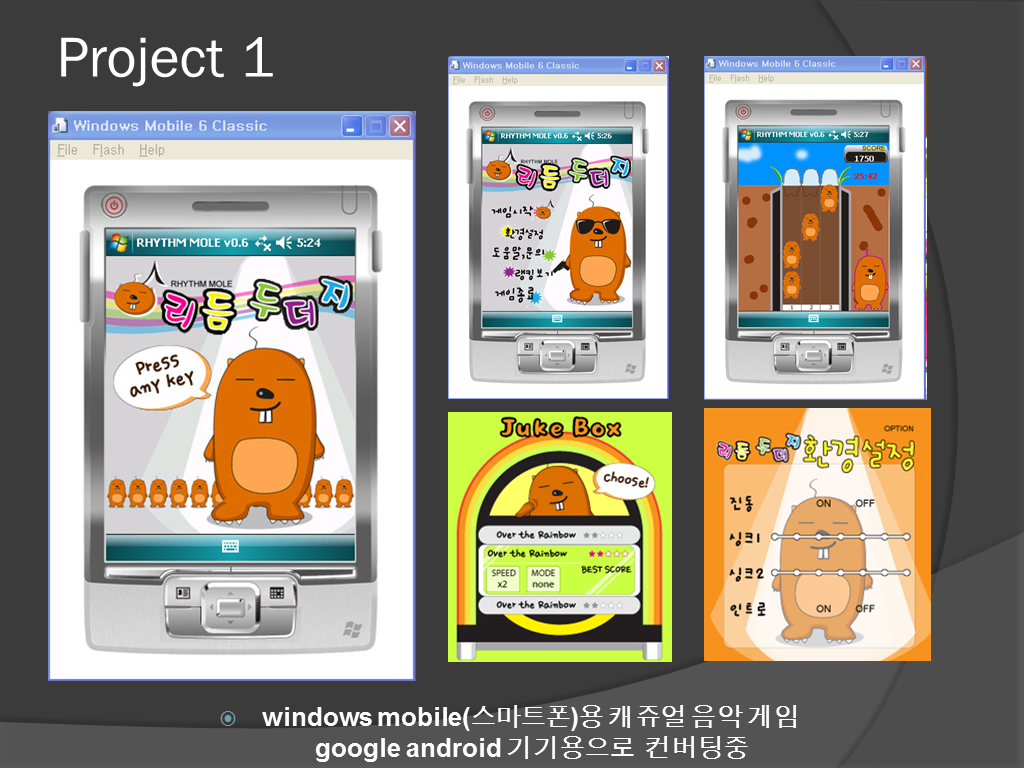 Project 1
Windows Mobile 6 Classic
File Flash Help
RHYTHM MOLE v0.6 5:24
RHYTHM MOLE
리듬 두더지
Press
any key
Windows Mobile 6 Classic
File Flash Help
RHYTHM MOLE v0.6 5:26
RHYTHM MOLE
리듬 두더지
게임시작
환경설정
도움말,문의
랭킹보기
게임종료
Windows Mobile 6 Classic
File Flash Help
RHYTHM MOLE v0.6 5:27
SCORE
1750
25:42
1 2 3
Juke Box
choose!
Over the Rainbow
Over the Rainbow
SPEED
x2
MODE
none
BEST SCORE
Over the Rainbow
OPTION
리듬 두더지 환경설정
진동 ON OFF
싱크1
싱크2
인트로 ON OFF
windows mobile(스마트폰)용 캐쥬얼 음악 게임
google android 기기용으로 컨버팅중